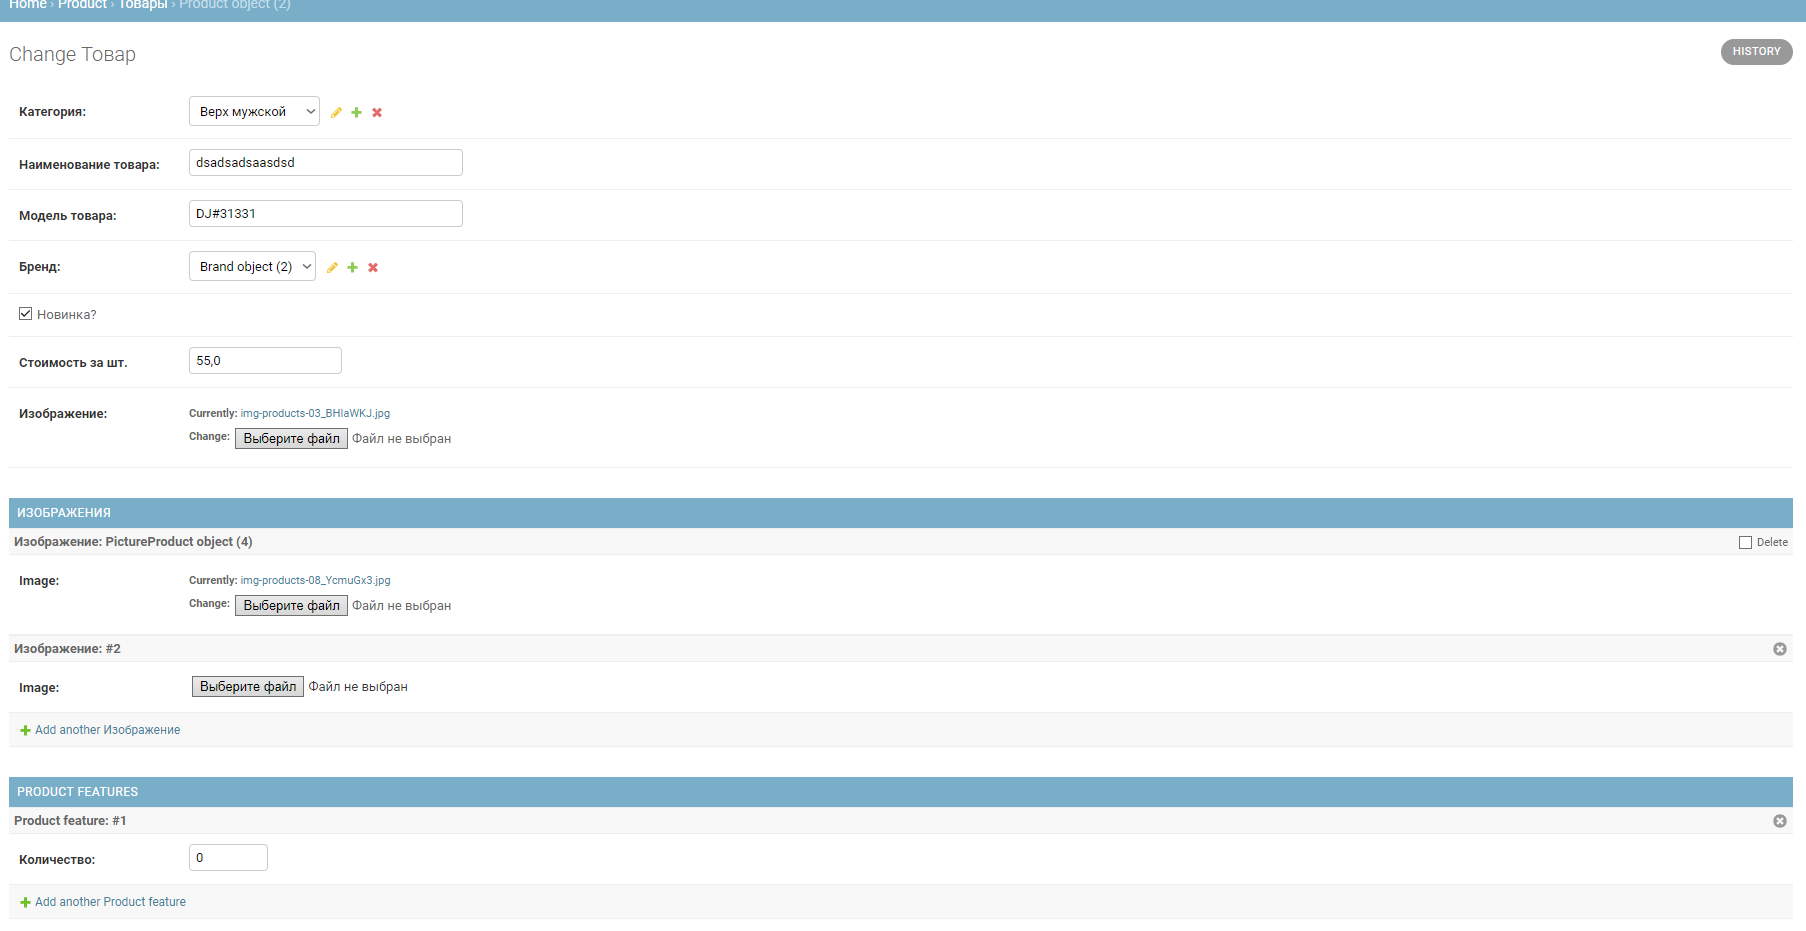 Home › Product › Товары › Product object (2)
Change Товар
HISTORY
Категория:
Верх мужской
Наименование товара:
dsadsadsaasdsd
Модель товара:
DJ#31331
Бренд:
Brand object (2)
Новинка?
Стоимость за шт.
55,0
Изображение:
Currently: img-products-03_BHlaWKJ.jpg
Change: Выберите файл Файл не выбран
ИЗОБРАЖЕНИЯ
Изображение: PictureProduct object (4)
Delete
Image:
Currently: img-products-08_YcmuGx3.jpg
Change: Выберите файл Файл не выбран
Изображение: #2
Image:
Выберите файл Файл не выбран
Add another Изображение
PRODUCT FEATURES
Product feature: #1
Количество:
0
Add another Product feature